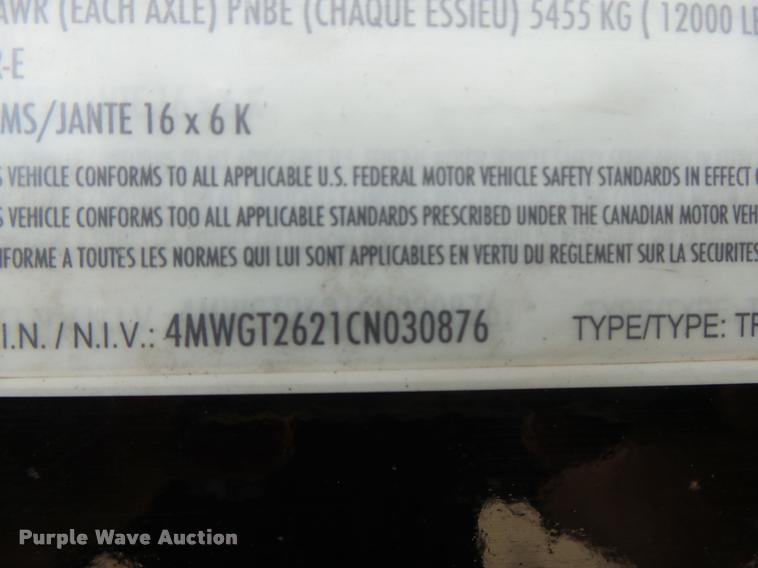 AWR (EACH AXLE) PNBE (CHAQUE ESSIEU) 5455 KG ( 12000 LB
R-E
MS/JANTE 16 x 6 K
S VEHICLE CONFORMS TO ALL APPLICABLE U.S. FEDERAL MOTOR VEHICLE SAFETY STANDARDS IN EFFECT
S VEHICLE CONFORMS TOO ALL APPLICABLE STANDARDS PRESCRIBED UNDER THE CANADIAN MOTOR VEH
IFORME A TOUTES LES NORMES QUI LUI SONT APPLICABLES EN VERTU DU REGLEMENT SUR LA SECURITES
.I.N. / N.I.V.: 4MWGT2621CN030876 TYPE/TYPE: TR
Purple Wave Auction